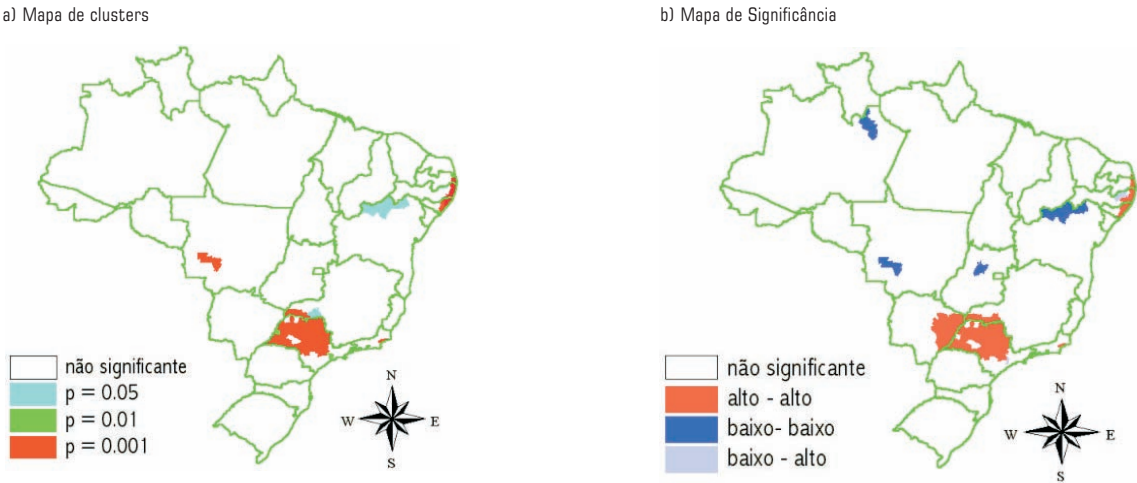 a) Mapa de clusters
b) Mapa de Significância
não significante
p = 0.05
p = 0.01
p = 0.001
N
W
E
S
não significante
alto - alto
baixo- baixo
baixo - alto
N
W
E
S